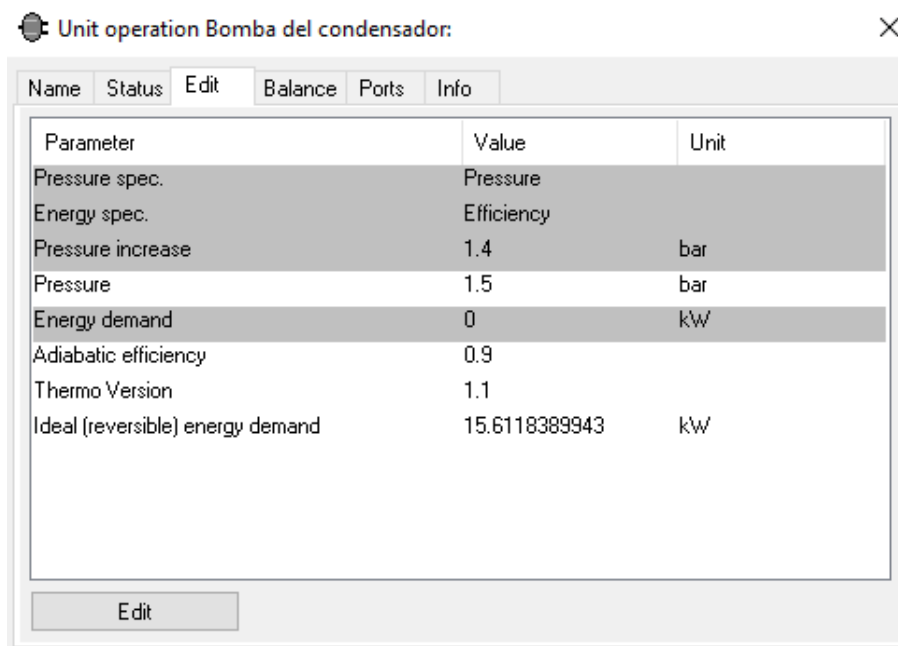 Unit operation Bomba del condensador:
Name Status Edit Balance Ports Info
Parameter Value Unit
Pressure spec. Pressure
Energy spec. Efficiency
Pressure increase 1.4 bar
Pressure 1.5 bar
Energy demand 0 kW
Adiabatic efficiency 0.9
Thermo Version 1.1
Ideal (reversible) energy demand 15.6118389943 kW
Edit